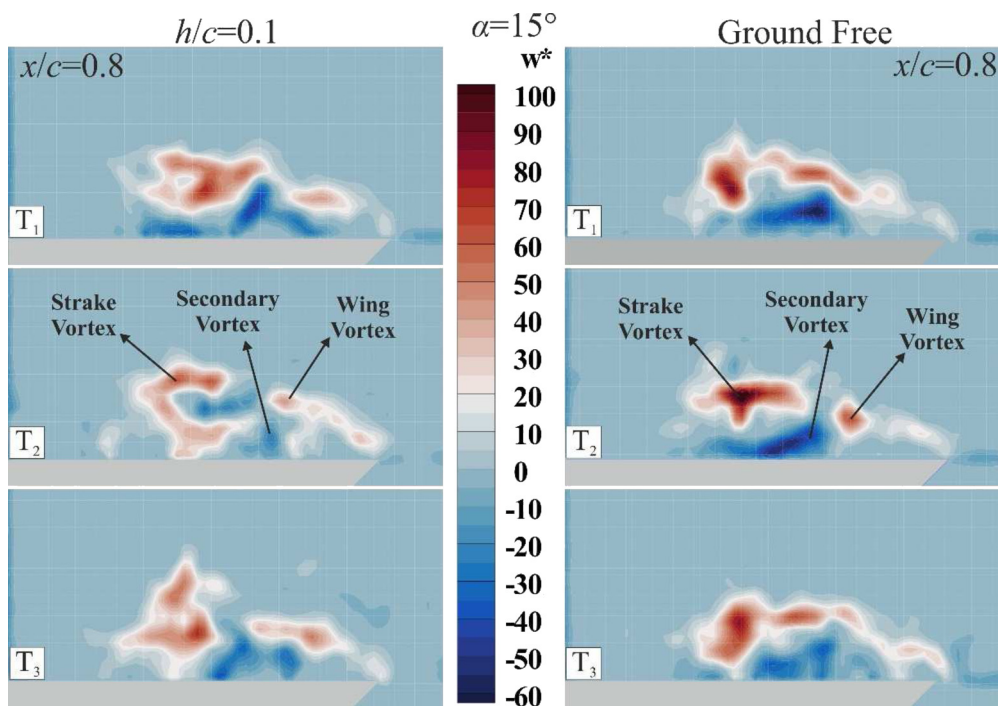 h/c=0.1
α=15°
Ground Free
x/c=0.8
w*
x/c=0.8
100
90
80
70
60
50
40
30
20
10
0
-10
-20
-30
-40
-50
-60
T1
T1
Strake
Vortex
Secondary
Vortex
Wing
Vortex
T2
Strake
Vortex
Secondary
Vortex
Wing
Vortex
T2
T3
T3